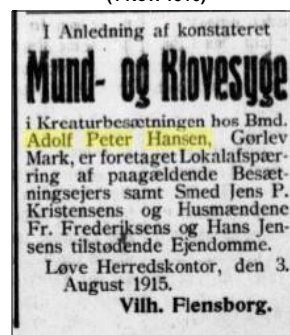 I Anledning af konstateret
Mund- og Klovesyge
i Kreaturbesætningen hos Bmd.
Adolf Peter Hansen, Gørlev
Mark, er foretaget Lokalafspær-
ring af paagældende Besæt-
ningsejers samt Smed Jens P.
Kristensens og Husmændene
Fr. Frederiksens og Hans Jen-
sens tilstødende Ejendomme.
Løve Herredskontor, den 3.
August 1915.
Vilh. Flensborg.